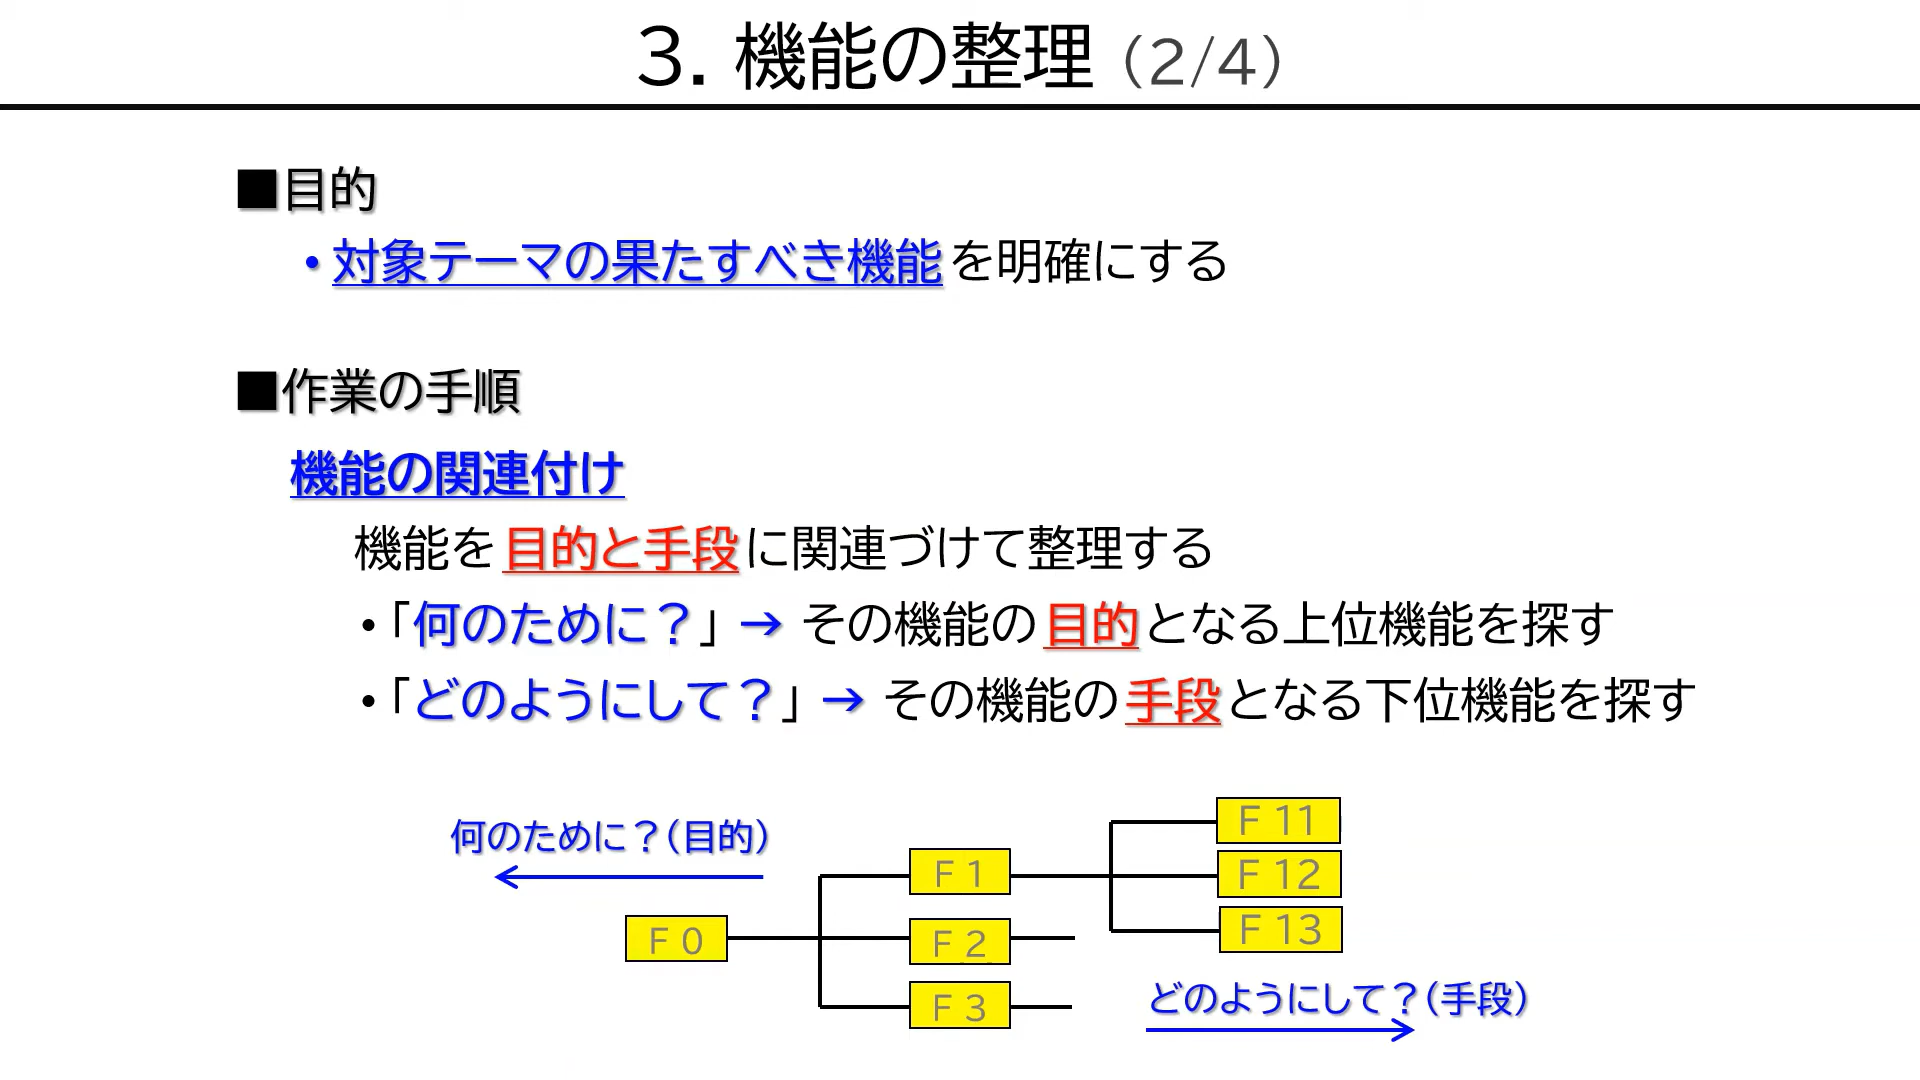 3. 機能の整理 (2/4)
■目的
・対象テーマの果たすべき機能を明確にする
■作業の手順
機能の関連付け
機能を目的と手段に関連づけて整理する
・「何のために？」→ その機能の目的となる上位機能を探す
・「どのようにして？」→ その機能の手段となる下位機能を探す
何のために？(目的)
F 11
F 1
F 12
F 0
F 2
F 13
F 3
どのようにして？(手段)